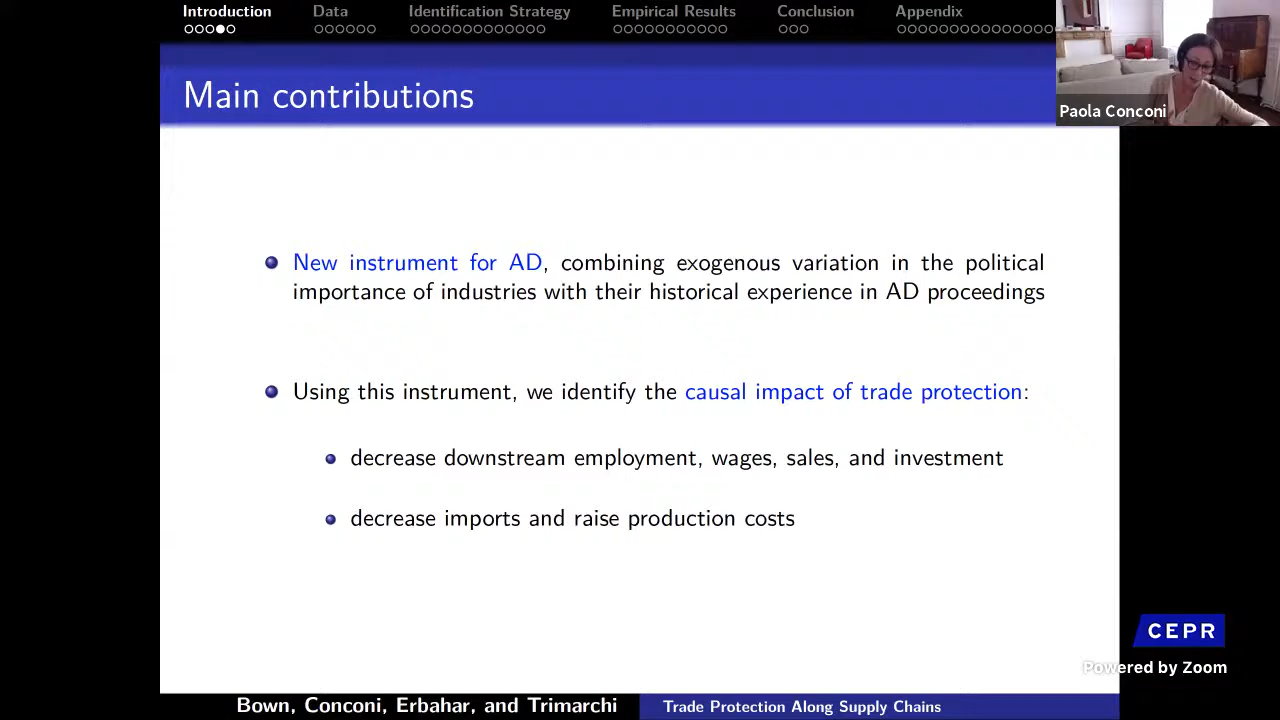 Introduction
Data
Identification Strategy
Empirical Results
Conclusion
Appendix
Main contributions
Paola Conconi
New instrument for AD, combining exogenous variation in the political
importance of industries with their historical experience in AD proceedings
Using this instrument, we identify the causal impact of trade protection:
decrease downstream employment, wages, sales, and investment
decrease imports and raise production costs
CEPR
Powered by Zoom
Bown, Conconi, Erbahar, and Trimarchi
Trade Protection Along Supply Chains